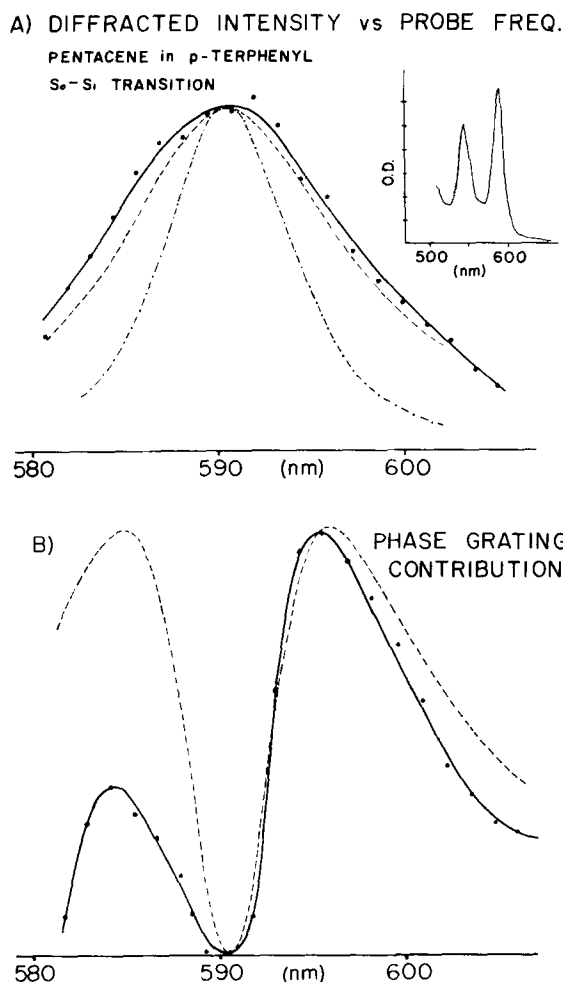 A) DIFFRACTED INTENSITY vs PROBE FREQ.
PENTACENE in p-TERPHENYL
S₀-S₁ TRANSITION
O.D.
500 600
(nm)
580 590 (nm) 600
B) PHASE GRATING
CONTRIBUTION
580 590 (nm) 600